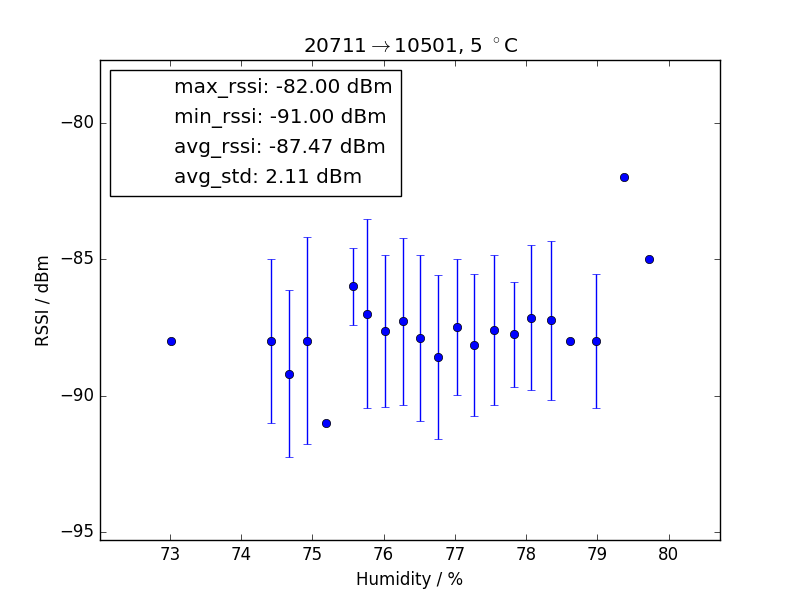 20711→10501, 5 °C
max_rssi: -82.00 dBm
min_rssi: -91.00 dBm
avg_rssi: -87.47 dBm
avg_std: 2.11 dBm
−80
−85
−90
−95
RSSI / dBm
73 74 75 76 77 78 79 80
Humidity / %